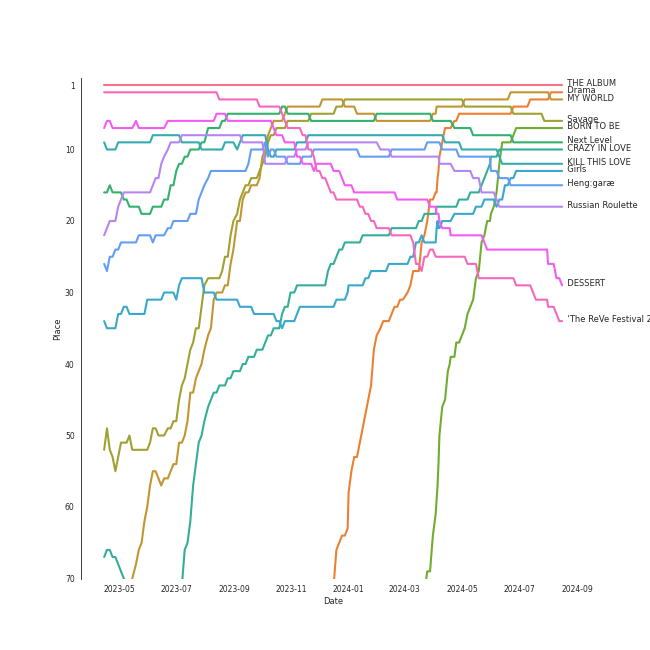 1
10
20
30
40
50
60
70
Place
THE ALBUM
Drama
MY WORLD
Savage
BORN TO BE
Next Level
CRAZY IN LOVE
KILL THIS LOVE
Girls
Heng:garæ
Russian Roulette
DESSERT
'The ReVe Festival 2
2023-05
2023-07
2023-09
2023-11
2024-01
2024-03
2024-05
2024-07
2024-09
Date